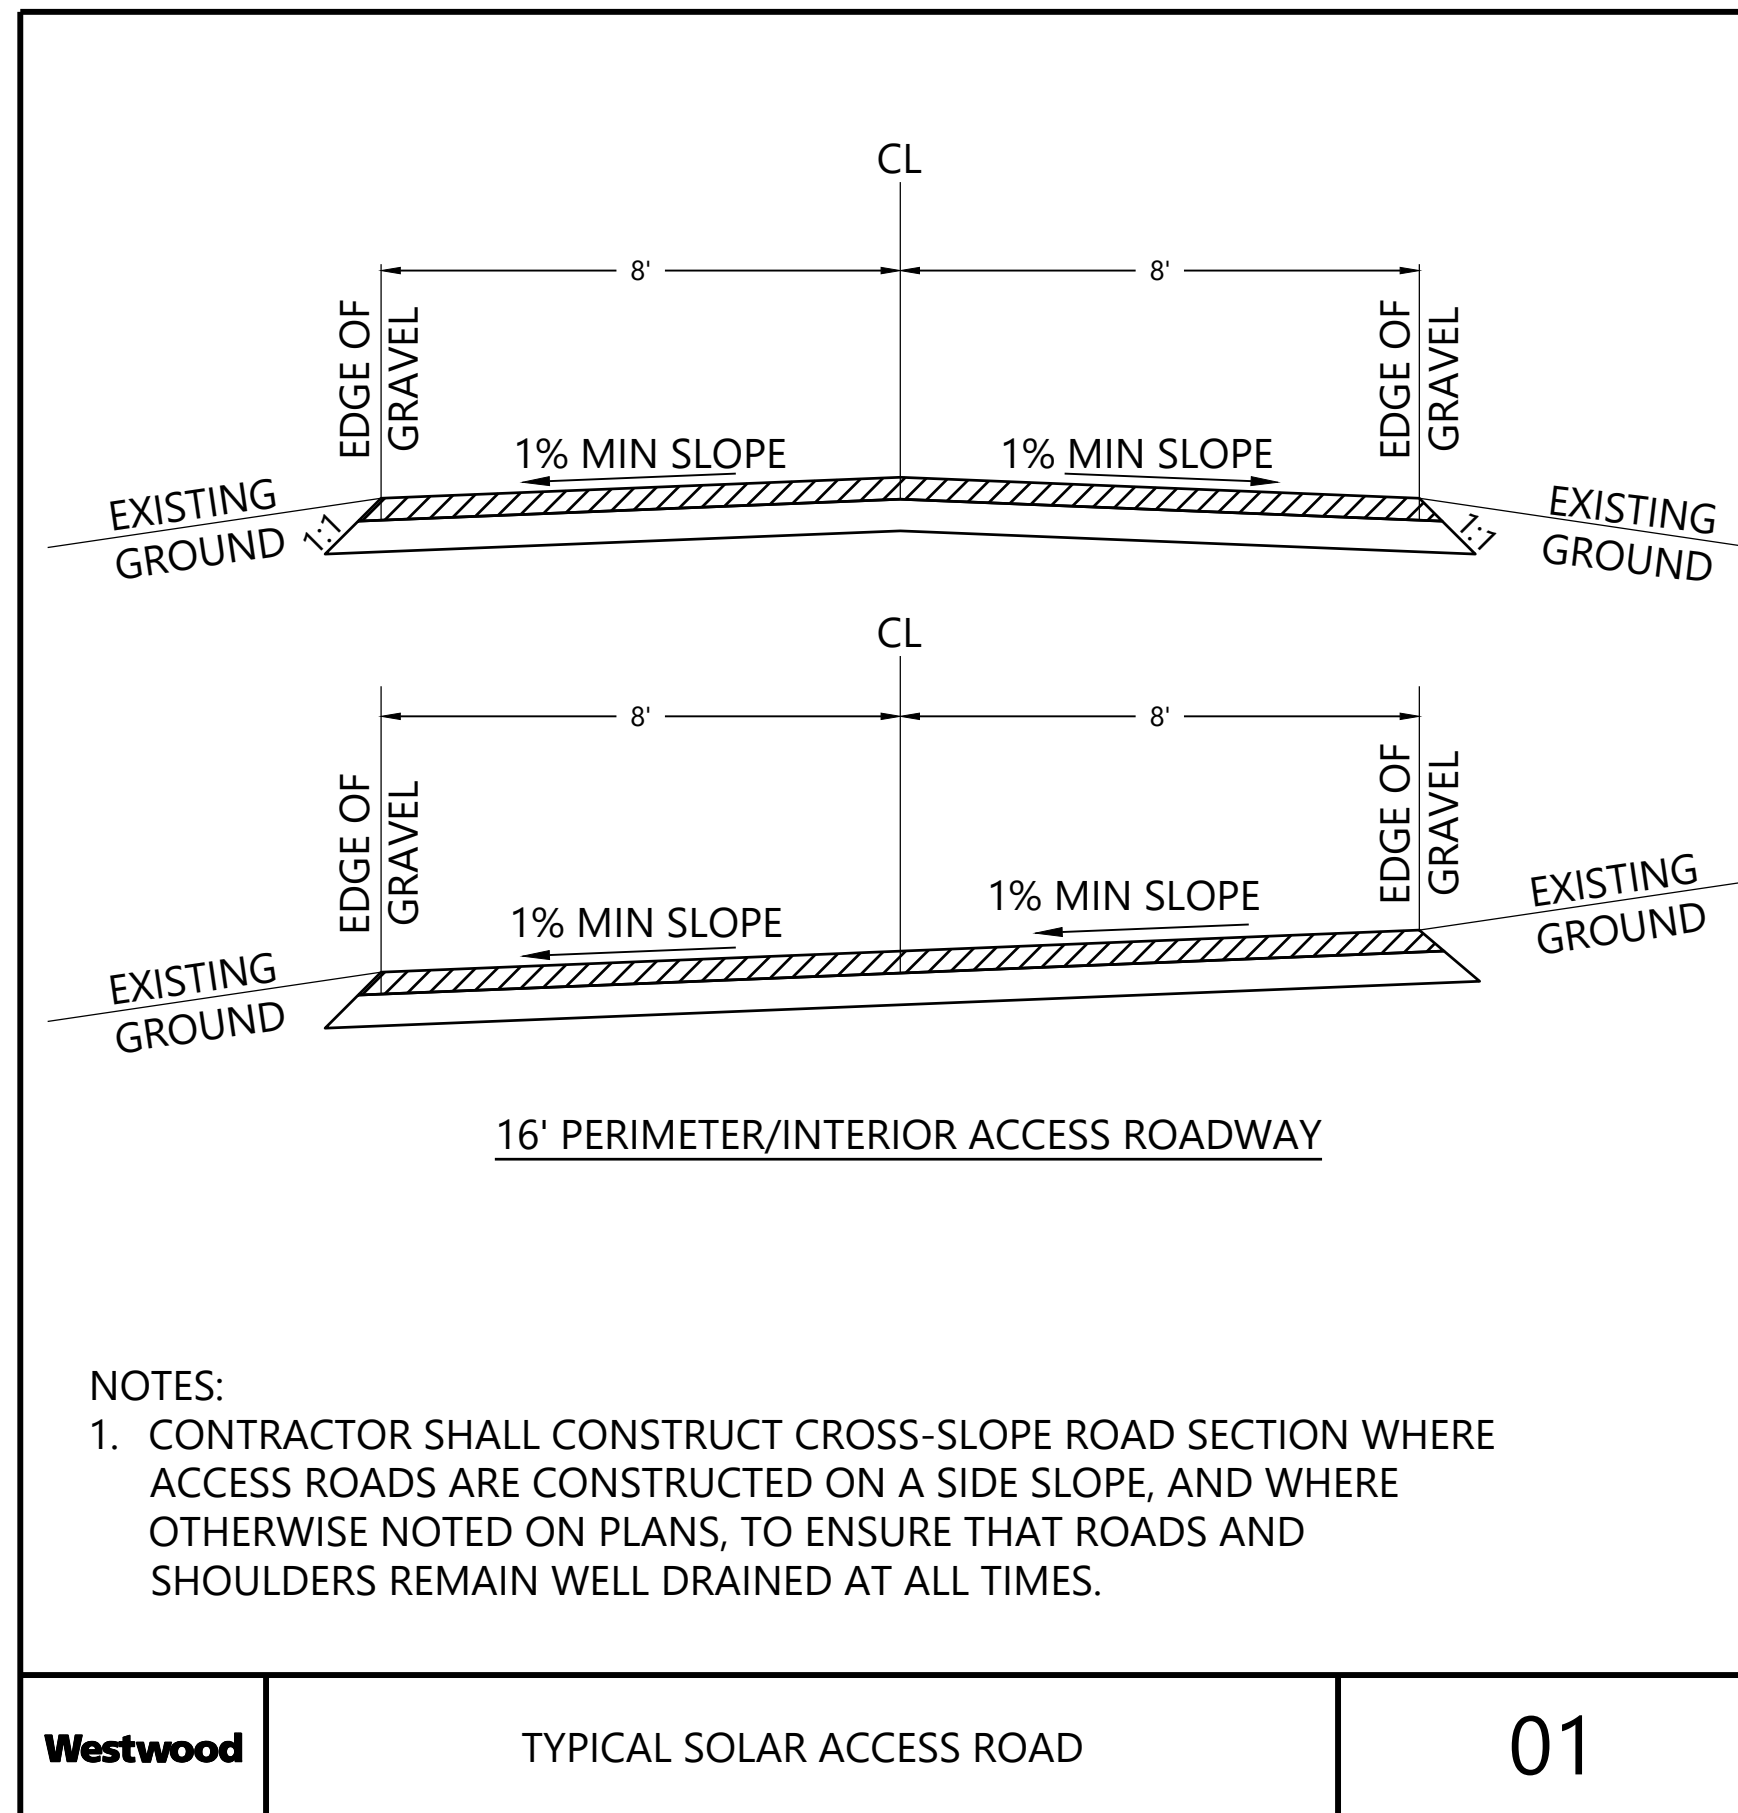 CL
8'
8'
EDGE OF
GRAVEL
EDGE OF
GRAVEL
1% MIN SLOPE
1% MIN SLOPE
EXISTING
GROUND
1:1
1:1
EXISTING
GROUND
CL
8'
8'
EDGE OF
GRAVEL
EDGE OF
GRAVEL
1% MIN SLOPE
1% MIN SLOPE
EXISTING
GROUND
EXISTING
GROUND
16' PERIMETER/INTERIOR ACCESS ROADWAY
NOTES:
1. CONTRACTOR SHALL CONSTRUCT CROSS-SLOPE ROAD SECTION WHERE
ACCESS ROADS ARE CONSTRUCTED ON A SIDE SLOPE, AND WHERE
OTHERWISE NOTED ON PLANS, TO ENSURE THAT ROADS AND
SHOULDERS REMAIN WELL DRAINED AT ALL TIMES.
Westwood
TYPICAL SOLAR ACCESS ROAD
01